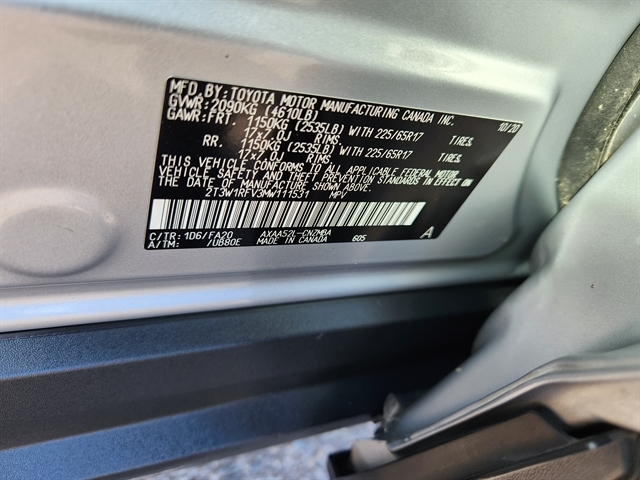 MFD.BY:TOYOTA MOTOR MANUFACTURING CANADA INC.
GVWR:2090KG (4610LB) 10/20
GAWR:FRT. 1150KG (2535LB) WITH 225/65R17 TIRES,
17x7.0J RIMS
RR. 1150KG (2535LB) WITH 225/65R17 TIRES,
17x7.0J RIMS
THIS VEHICLE CONFORMS TO ALL APPLICABLE FEDERAL MOTOR
VEHICLE SAFETY AND THEFT PREVENTION STANDARDS IN EFFECT
ON THE DATE OF MANUFACTURE SHOWN ABOVE.
2T3W1RFV3MW111531 MPV
C/TR: 1D6/FA20 AXAA52L-CNZMBA A
A/TM: /UB80E MADE IN CANADA 605